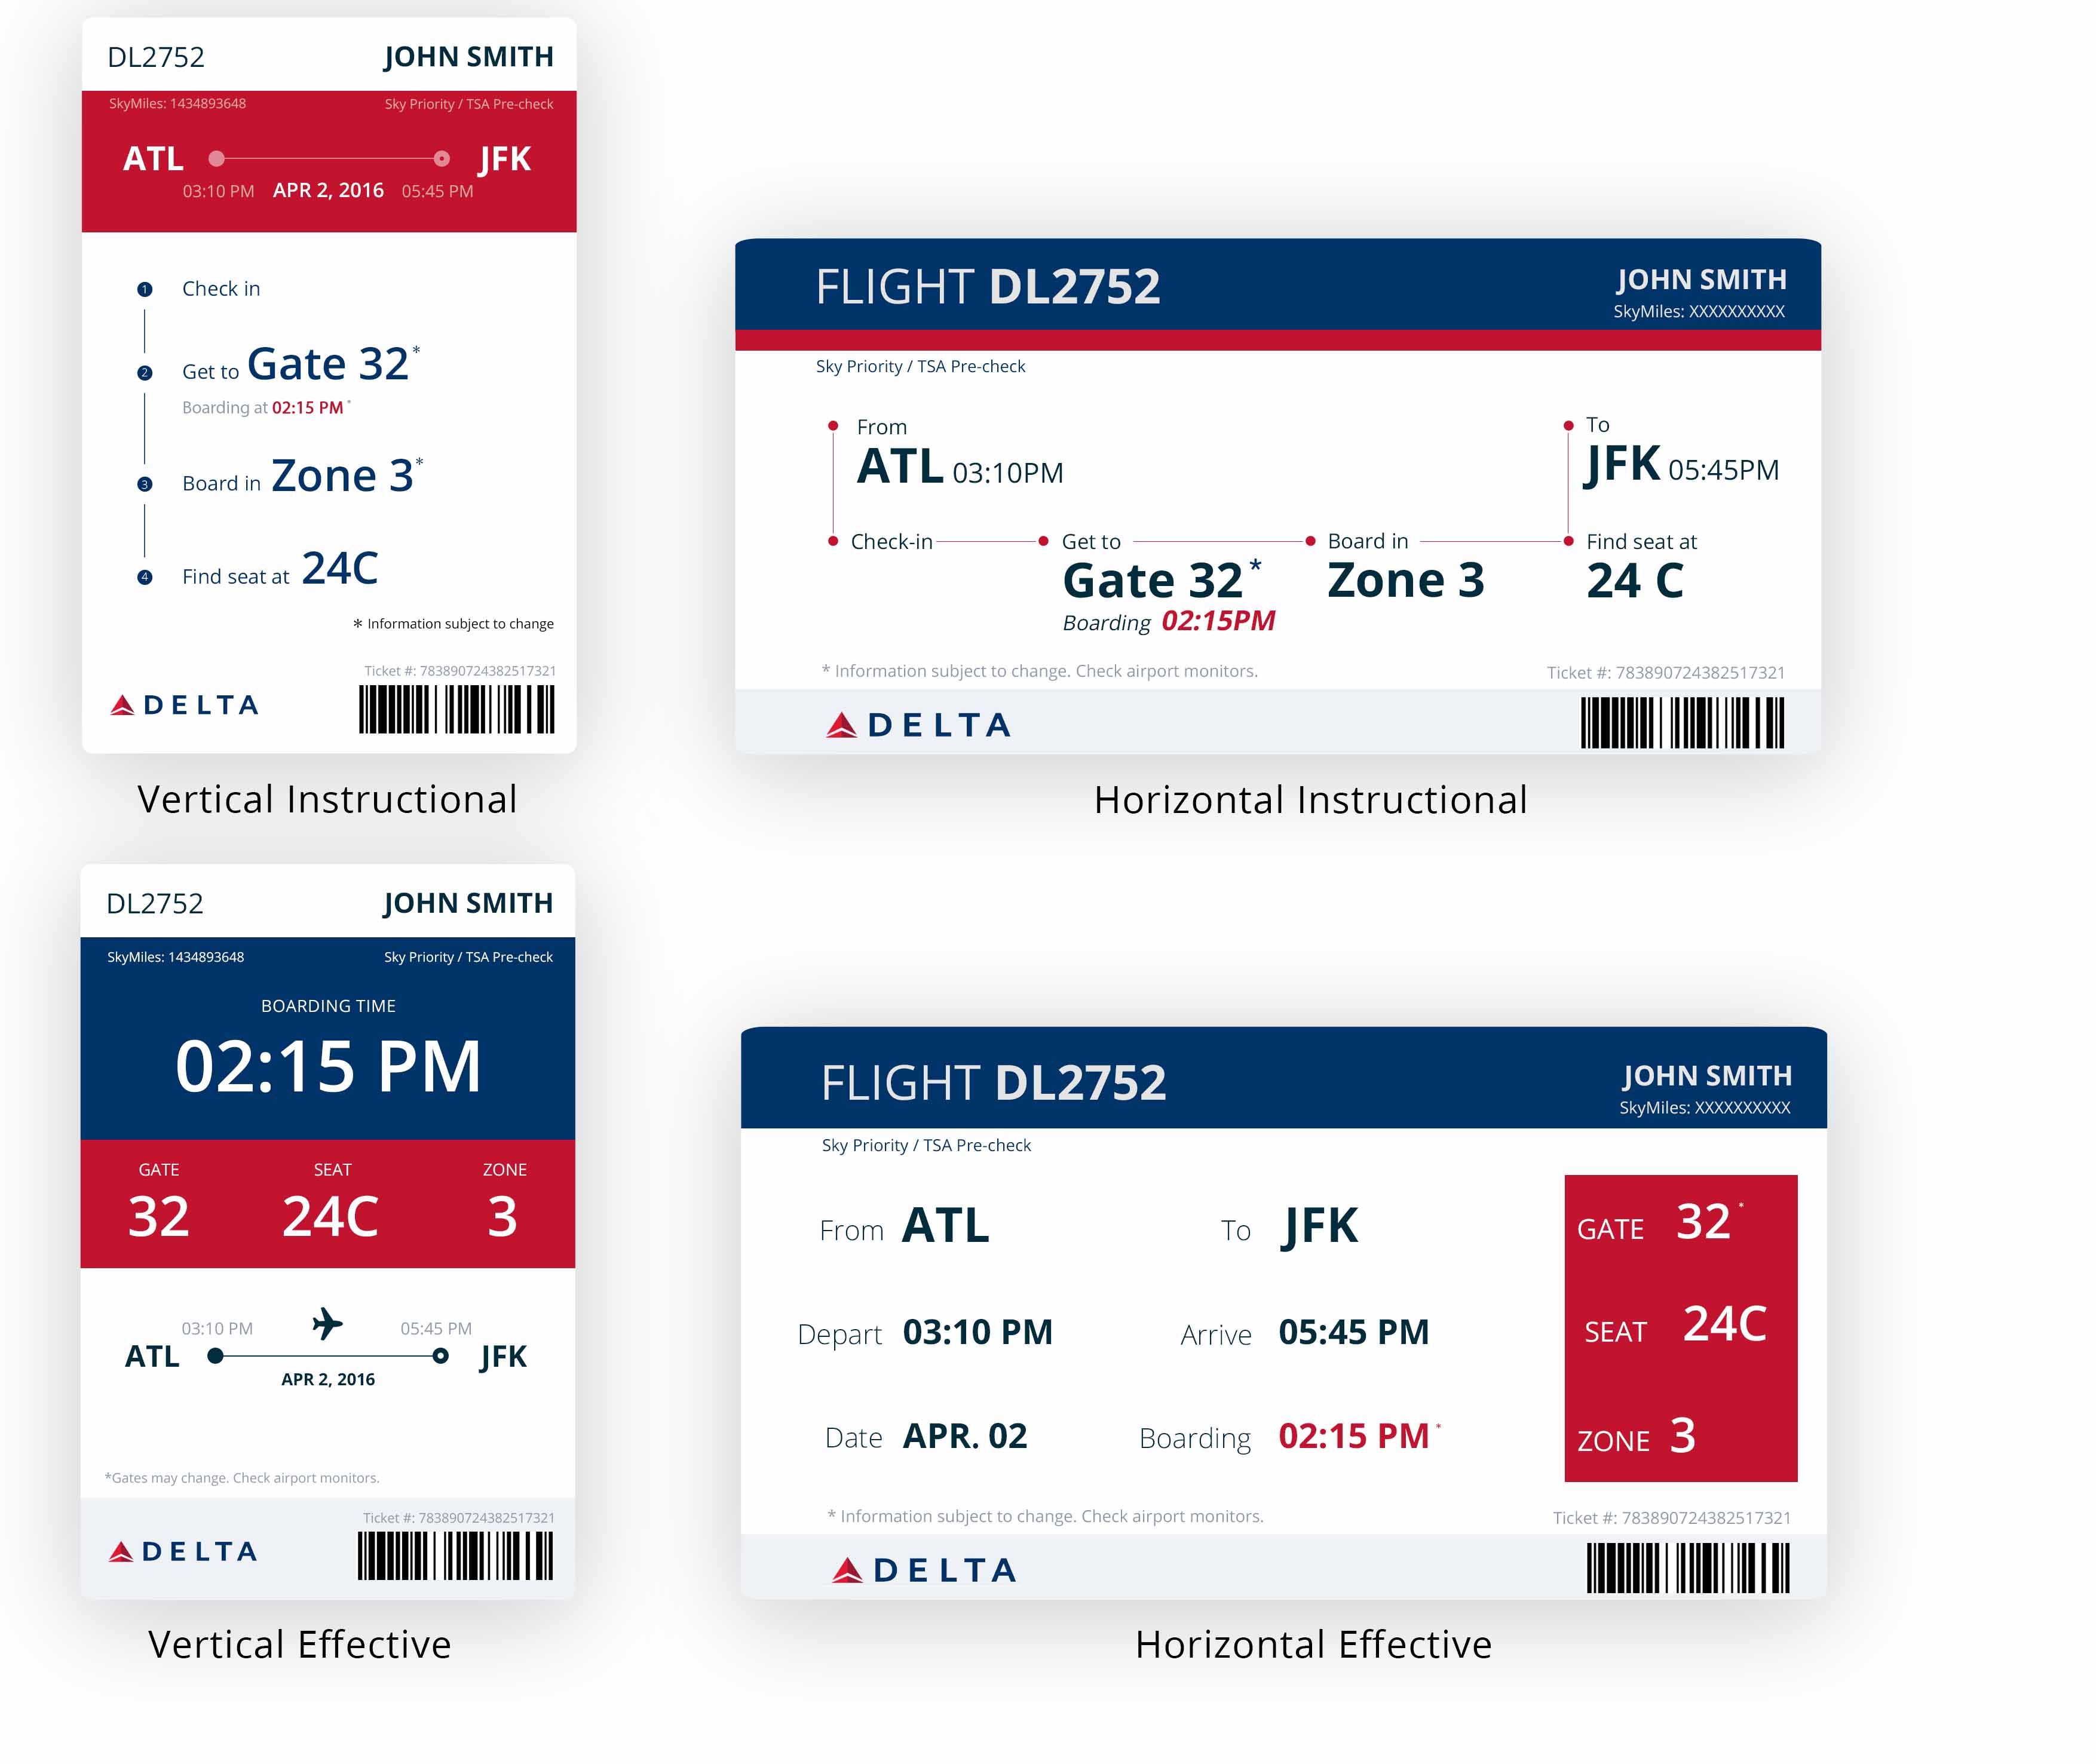 DL2752 JOHN SMITH
SkyMiles: 1434893648 Sky Priority / TSA Pre-check
ATL JFK
03:10 PM APR 2, 2016 05:45 PM
1 Check in
2 Get to Gate 32*
Boarding at 02:15 PM*
3 Board in Zone 3*
4 Find seat at 24C
* Information subject to change
Ticket #: 783890724382517321
DELTA
Vertical Instructional
FLIGHT DL2752 JOHN SMITH
SkyMiles: XXXXXXXXXX
Sky Priority / TSA Pre-check
From To
ATL 03:10PM JFK 05:45PM
Check-in Get to Board in Find seat at
Gate 32* Zone 3 24 C
Boarding 02:15PM
* Information subject to change. Check airport monitors. Ticket #: 783890724382517321
DELTA
Horizontal Instructional
DL2752 JOHN SMITH
SkyMiles: 1434893648 Sky Priority / TSA Pre-check
BOARDING TIME
02:15 PM
GATE SEAT ZONE
32 24C 3
03:10 PM 05:45 PM
ATL JFK
APR 2, 2016
*Gates may change. Check airport monitors.
Ticket #: 783890724382517321
DELTA
Vertical Effective
FLIGHT DL2752 JOHN SMITH
SkyMiles: XXXXXXXXXX
Sky Priority / TSA Pre-check
From ATL To JFK GATE 32*
Depart 03:10 PM Arrive 05:45 PM SEAT 24C
Date APR. 02 Boarding 02:15 PM* ZONE 3
* Information subject to change. Check airport monitors. Ticket #: 783890724382517321
DELTA
Horizontal Effective